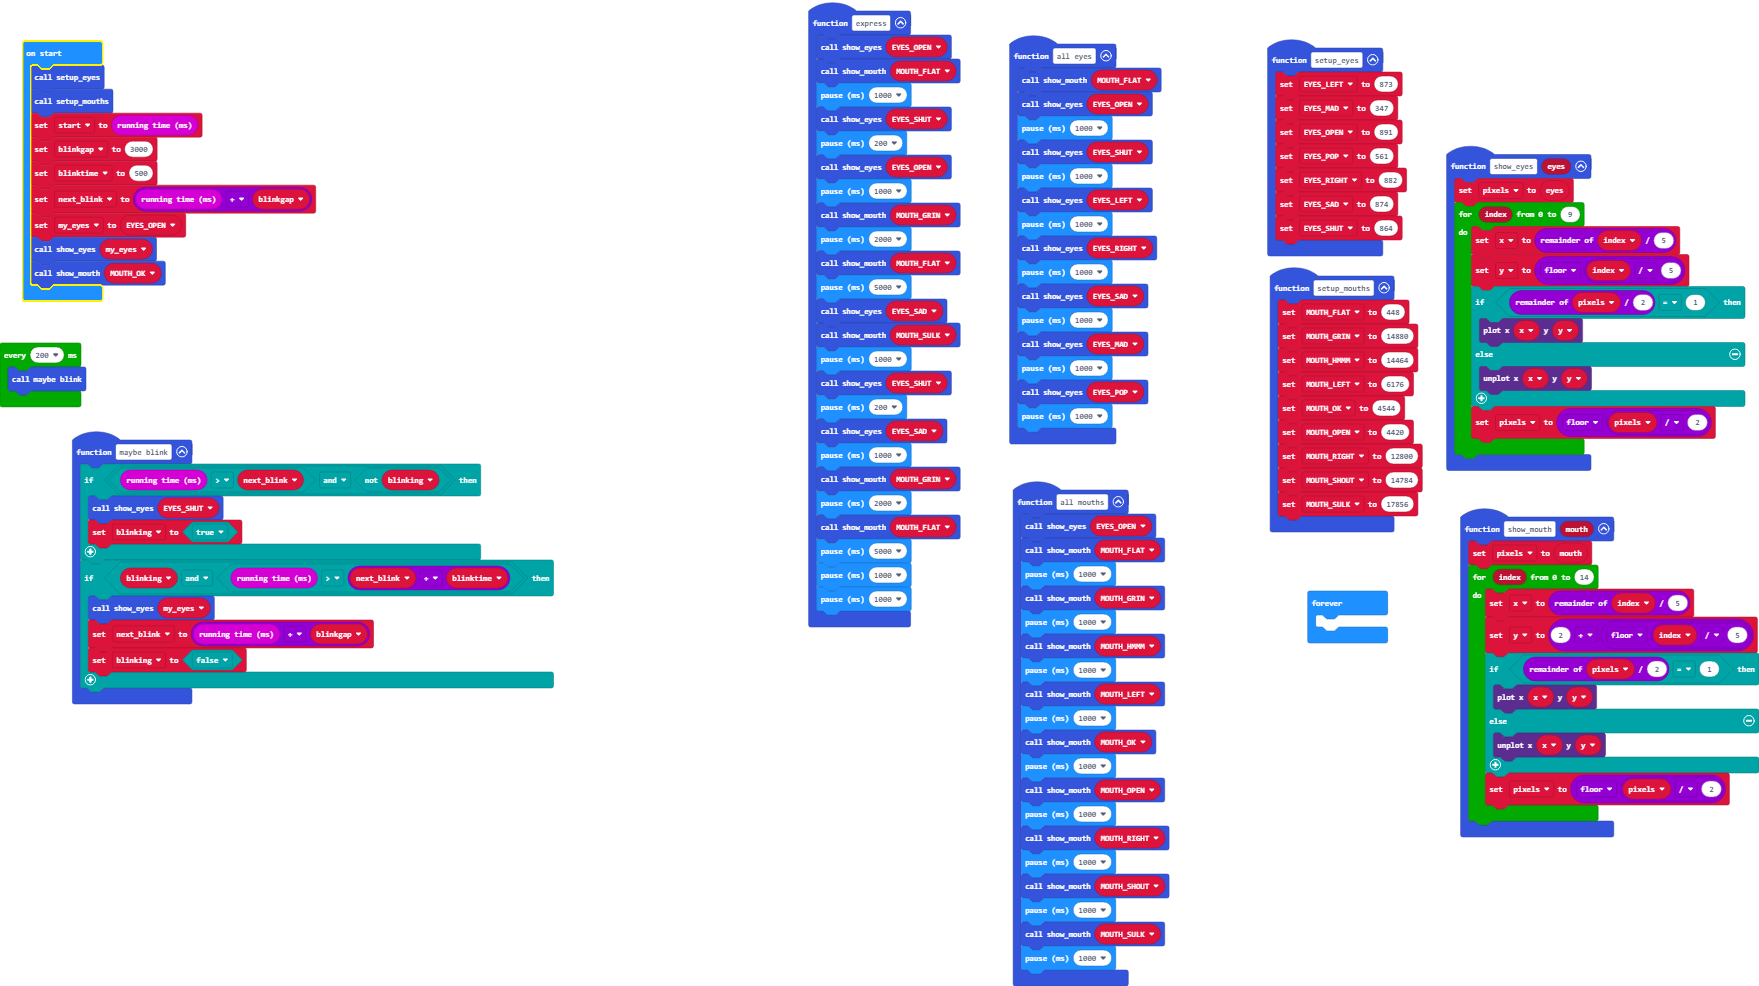 on start
call setup_eyes
call setup_mouths
set start to running time (ms)
set blinkgap to 3000
set blinktime to 500
set next_blink to running time (ms) + blinkgap
set my_eyes to EYES_OPEN
call show_eyes my_eyes
call show_mouth MOUTH_OK
every 200 ms
call maybe blink
function maybe blink
if running time (ms) > next_blink and not blinking then
call show_eyes EYES_SHUT
set blinking to true
if blinking and running time (ms) > next_blink + blinktime then
call show_eyes my_eyes
set next_blink to running time (ms) + blinkgap
set blinking to false
function express
call show_eyes EYES_OPEN
call show_mouth MOUTH_FLAT
pause (ms) 1000
call show_eyes EYES_SHUT
pause (ms) 200
call show_eyes EYES_OPEN
pause (ms) 1000
call show_mouth MOUTH_GRIN
pause (ms) 2000
call show_mouth MOUTH_FLAT
pause (ms) 5000
call show_eyes EYES_SAD
call show_mouth MOUTH_SULK
pause (ms) 1000
call show_eyes EYES_SHUT
pause (ms) 200
call show_eyes EYES_SAD
pause (ms) 1000
call show_mouth MOUTH_GRIN
pause (ms) 2000
call show_mouth MOUTH_FLAT
pause (ms) 5000
pause (ms) 1000
pause (ms) 1000
function all eyes
call show_mouth MOUTH_FLAT
call show_eyes EYES_OPEN
pause (ms) 1000
call show_eyes EYES_SHUT
pause (ms) 1000
call show_eyes EYES_LEFT
pause (ms) 1000
call show_eyes EYES_RIGHT
pause (ms) 1000
call show_eyes EYES_SAD
pause (ms) 1000
call show_eyes EYES_MAD
pause (ms) 1000
call show_eyes EYES_POP
pause (ms) 1000
function all mouths
call show_eyes EYES_OPEN
call show_mouth MOUTH_FLAT
pause (ms) 1000
call show_mouth MOUTH_GRIN
pause (ms) 1000
call show_mouth MOUTH_HMMM
pause (ms) 1000
call show_mouth MOUTH_LEFT
pause (ms) 1000
call show_mouth MOUTH_OK
pause (ms) 1000
call show_mouth MOUTH_OPEN
pause (ms) 1000
call show_mouth MOUTH_RIGHT
pause (ms) 1000
call show_mouth MOUTH_SHOUT
pause (ms) 1000
call show_mouth MOUTH_SULK
pause (ms) 1000
function setup_eyes
set EYES_LEFT to 873
set EYES_MAD to 347
set EYES_OPEN to 891
set EYES_POP to 561
set EYES_RIGHT to 882
set EYES_SAD to 874
set EYES_SHUT to 864
function setup_mouths
set MOUTH_FLAT to 448
set MOUTH_GRIN to 14880
set MOUTH_HMMM to 14464
set MOUTH_LEFT to 6176
set MOUTH_OK to 4544
set MOUTH_OPEN to 4420
set MOUTH_RIGHT to 12800
set MOUTH_SHOUT to 14784
set MOUTH_SULK to 17856
forever
function show_eyes eyes
set pixels to eyes
for index from 0 to 9
do
set x to remainder of index / 5
set y to floor index / 5
if remainder of pixels / 2 = 1 then
plot x x y y
else
unplot x x y y
set pixels to floor pixels / 2
function show_mouth mouth
set pixels to mouth
for index from 0 to 14
do
set x to remainder of index / 5
set y to 2 + floor index / 5
if remainder of pixels / 2 = 1 then
plot x x y y
else
unplot x x y y
set pixels to floor pixels / 2